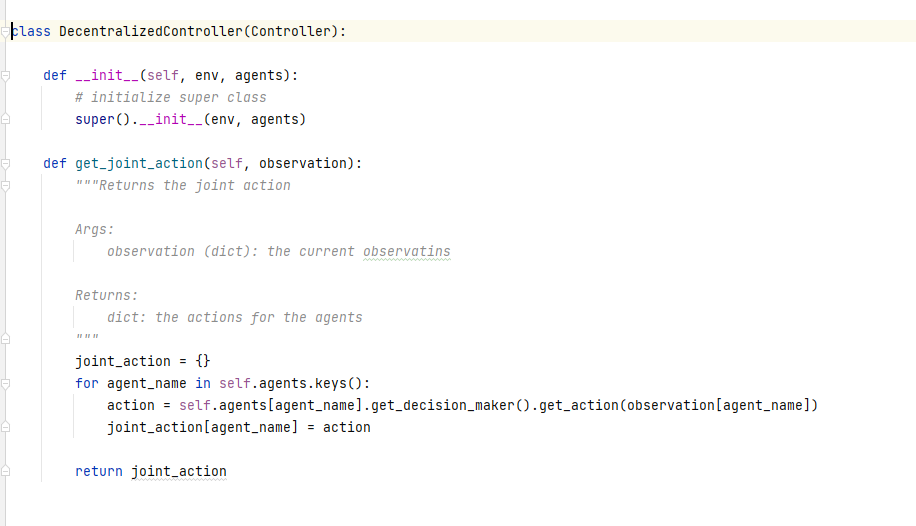 class DecentralizedController(Controller):
def __init__(self, env, agents):
# initialize super class
super().__init__(env, agents)
def get_joint_action(self, observation):
"""Returns the joint action
Args:
observation (dict): the current observatins
Returns:
dict: the actions for the agents
"""
joint_action = {}
for agent_name in self.agents.keys():
action = self.agents[agent_name].get_decision_maker().get_action(observation[agent_name])
joint_action[agent_name] = action
return joint_action